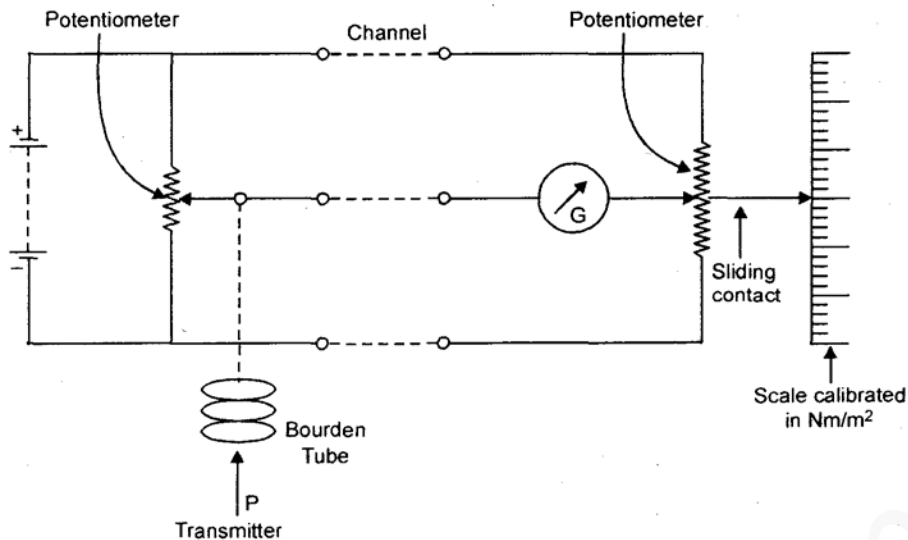 Potentiometer
Channel
Potentiometer
+
−
G
Sliding
contact
Bourden
Tube
P
Transmitter
Scale calibrated
in Nm/m²